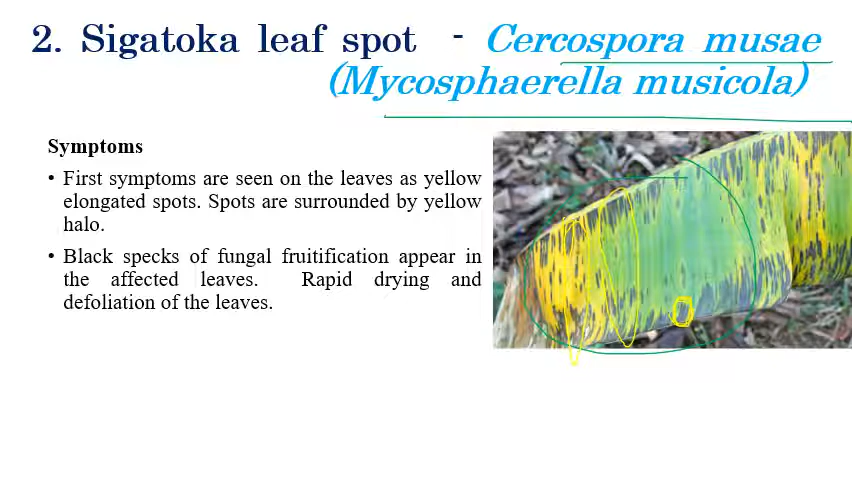 2. Sigatoka leaf spot - Cercospora musae
(Mycosphaerella musicola)
Symptoms
• First symptoms are seen on the leaves as yellow
elongated spots. Spots are surrounded by yellow
halo.
• Black specks of fungal fruitification appear in
the affected leaves. Rapid drying and
defoliation of the leaves.